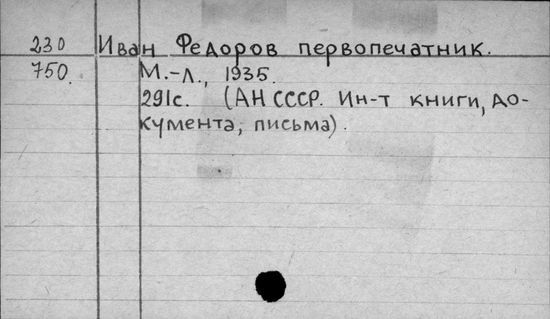 230 Иван Федоров первопечатник.
750. М.-Л., 1935.
291с. (АН СССР. Ин-т книги, до-
кумента, письма).